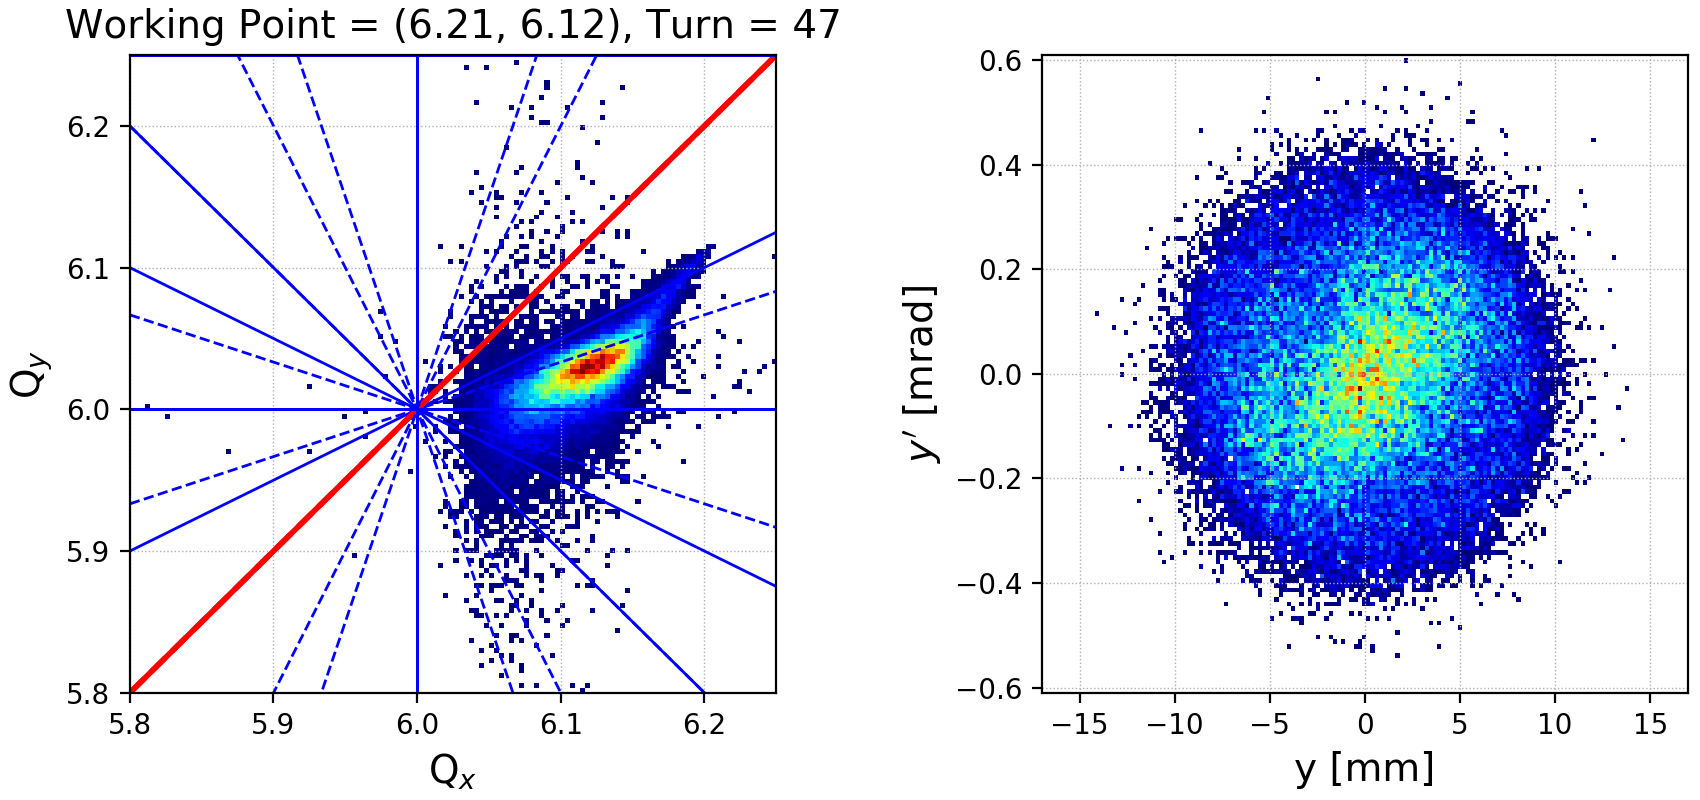 Working Point = (6.21, 6.12), Turn = 47
6.2
6.1
6.0
5.9
5.8
Q_y
5.8 5.9 6.0 6.1 6.2
Q_x
0.6
0.4
0.2
0.0
−0.2
−0.4
−0.6
y′ [mrad]
−15 −10 −5 0 5 10 15
y [mm]